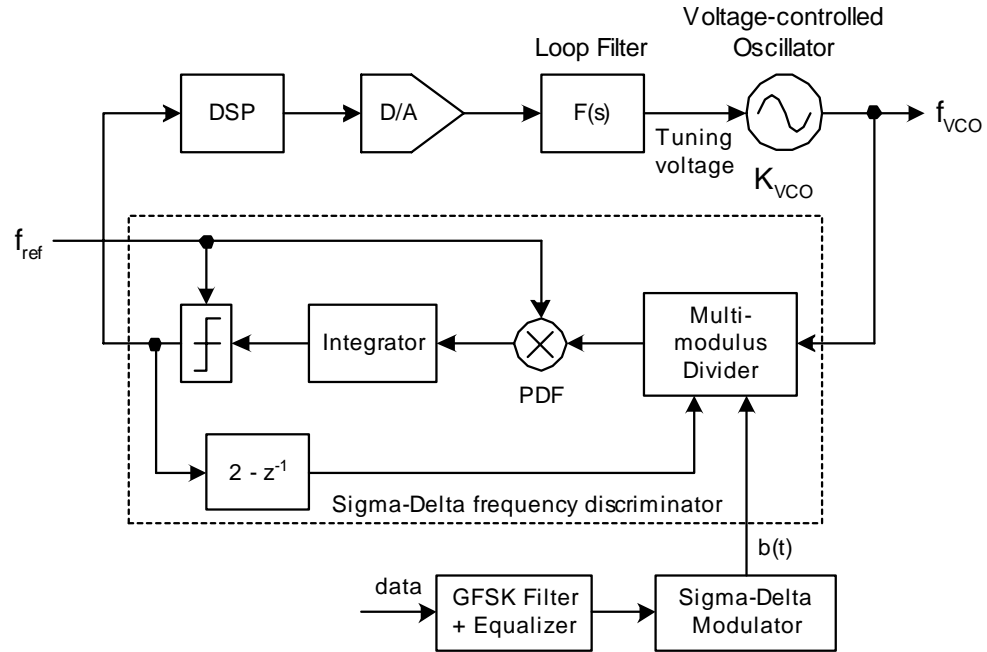 Voltage-controlled
Oscillator
Loop Filter
DSP
D/A
F(s)
Tuning
voltage
K_VCO
f_VCO
f_ref
Integrator
PDF
Multi-
modulus
Divider
2 - z⁻¹
Sigma-Delta frequency discriminator
b(t)
data
GFSK Filter
+ Equalizer
Sigma-Delta
Modulator